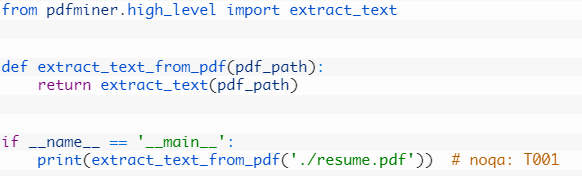 from pdfminer.high_level import extract_text
def extract_text_from_pdf(pdf_path):
    return extract_text(pdf_path)
if __name__ == '__main__':
    print(extract_text_from_pdf('./resume.pdf'))  # noqa: T001